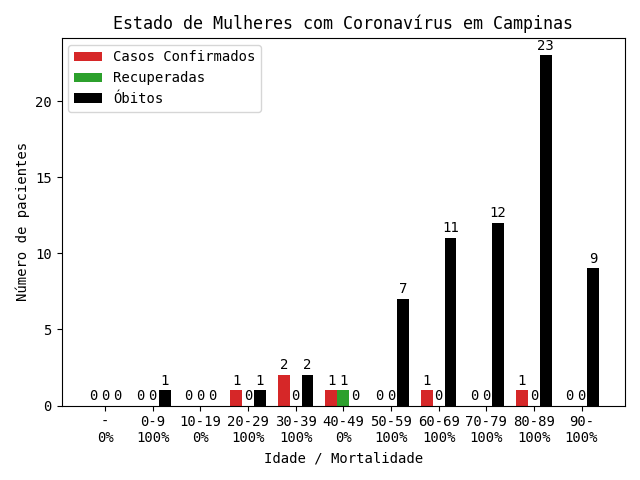 Estado de Mulheres com Coronavírus em Campinas
Casos Confirmados
Recuperadas
Óbitos
Número de pacientes
20
15
10
5
0
0 0 0
0 0 1
0 0 0
1 0 1
2 0 2
1 1 0
0 0 7
1 0 11
0 0 12
1 0 23
0 0 9
- 0-9 10-19 20-29 30-39 40-49 50-59 60-69 70-79 80-89 90-
0% 100% 0% 100% 100% 0% 100% 100% 100% 100% 100%
Idade / Mortalidade